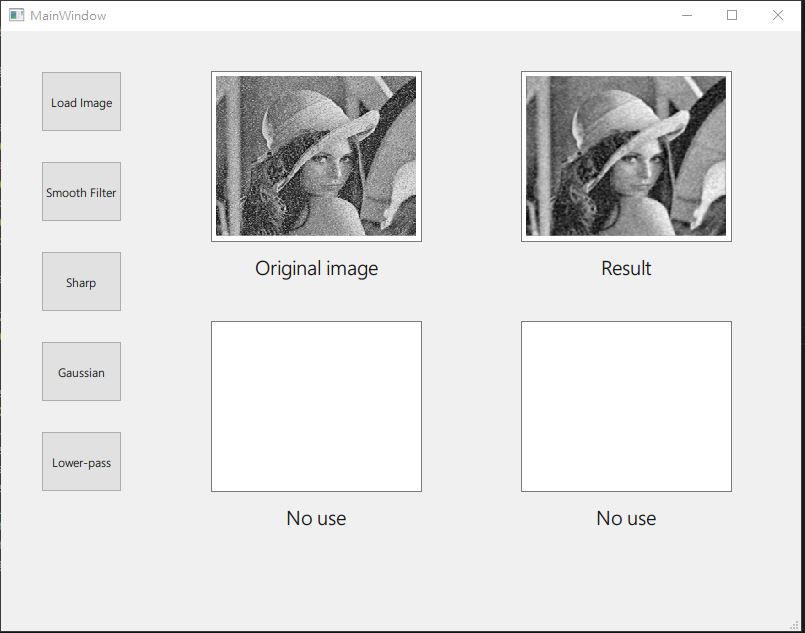 MainWindow
Load Image
Smooth Filter
Sharp
Gaussian
Lower-pass
Original image
Result
No use
No use